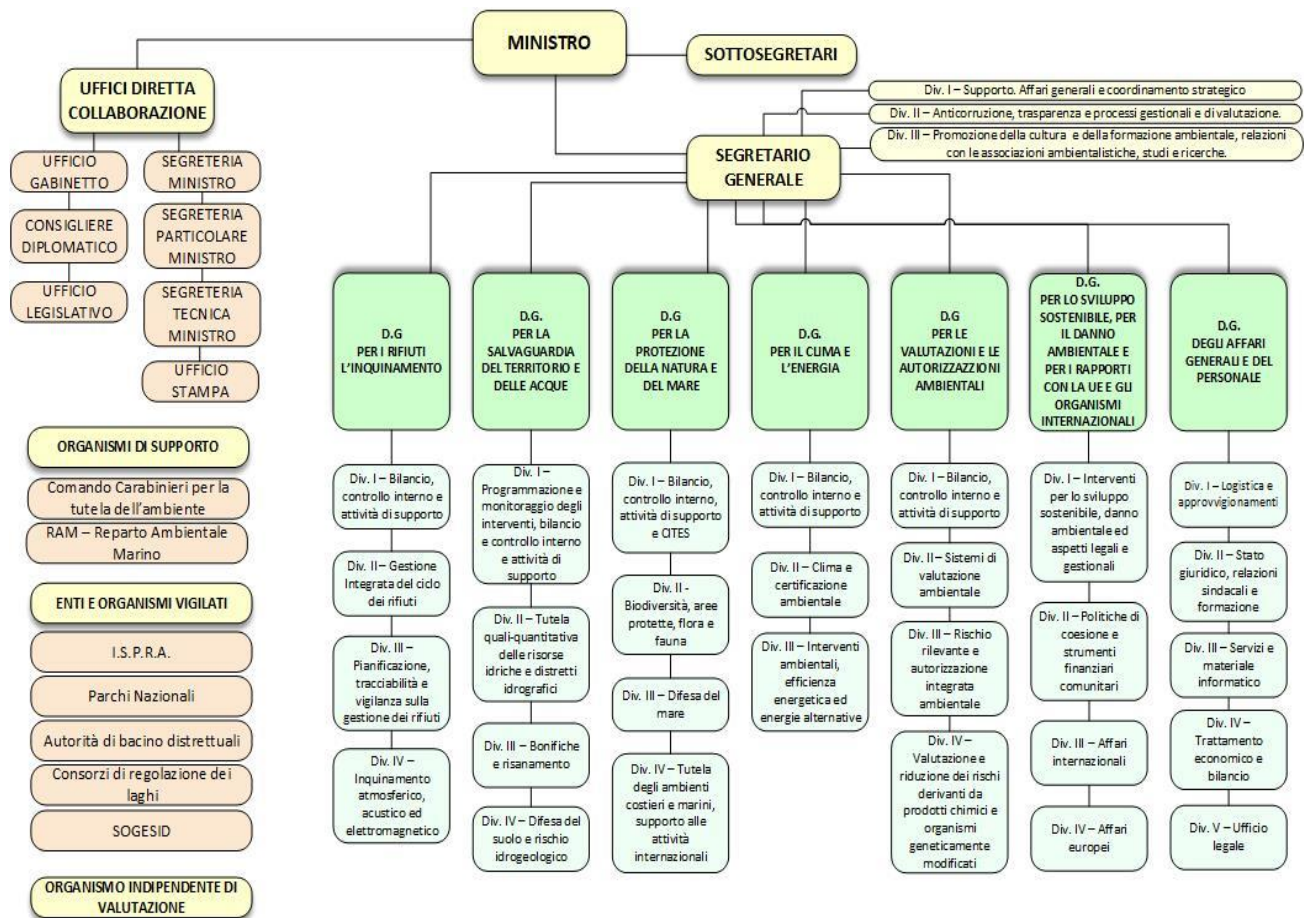 MINISTRO
SOTTOSEGRETARI
UFFICI DIRETTA
COLLABORAZIONE
UFFICIO
GABINETTO
SEGRETERIA
MINISTRO
CONSIGLIERE
DIPLOMATICO
SEGRETERIA
PARTICOLARE
MINISTRO
UFFICIO
LEGISLATIVO
SEGRETERIA
TECNICA
MINISTRO
UFFICIO
STAMPA
Div. I – Supporto. Affari generali e coordinamento strategico
Div. II – Anticorruzione, trasparenza e processi gestionali e di valutazione.
Div. III – Promozione della cultura e della formazione ambientale, relazioni
con le associazioni ambientalistiche, studi e ricerche.
SEGRETARIO
GENERALE
ORGANISMI DI SUPPORTO
Comando Carabinieri per la
tutela dell'ambiente
RAM – Reparto Ambientale
Marino
ENTI E ORGANISMI VIGILATI
I.S.P.R.A.
Parchi Nazionali
Autorità di bacino distrettuali
Consorzi di regolazione dei
laghi
SOGESID
ORGANISMO INDIPENDENTE DI
VALUTAZIONE
D.G
PER I RIFIUTI
L'INQUINAMENTO
Div. I – Bilancio,
controllo interno e
attività di supporto
Div. II – Gestione
Integrata del ciclo
dei rifiuti
Div. III –
Pianificazione,
tracciabilità e
vigilanza sulla
gestione dei rifiuti
Div. IV –
Inquinamento
atmosferico,
acustico ed
elettromagnetico
D.G.
PER LA
SALVAGUARDIA
DEL TERRITORIO E
DELLE ACQUE
Div. I –
Programmazione e
monitoraggio degli
interventi, bilancio
e controllo interno
e attività di
supporto
Div. II – Tutela
quali-quantitativa
delle risorse
idriche e distretti
idrografici
Div. III – Bonifiche
e risanamento
Div. IV – Difesa del
suolo e rischio
idrogeologico
D.G
PER LA
PROTEZIONE
DELLA NATURA E
DEL MARE
Div. I – Bilancio,
controllo interno,
attività di supporto
e CITES
Div. II -
Biodiversità, aree
protette, flora e
fauna
Div. III – Difesa del
mare
Div. IV – Tutela
degli ambienti
costieri e marini,
supporto alle
attività
internazionali
D.G.
PER IL CLIMA E
L'ENERGIA
Div. I – Bilancio,
controllo interno e
attività di supporto
Div. II – Clima e
certificazione
ambientale
Div. III – Interventi
ambientali,
efficienza
energetica ed
energie alternative
D.G
PER LE
VALUTAZIONI E LE
AUTORIZZAZZIONI
AMBIENTALI
Div. I – Bilancio,
controllo interno e
attività di supporto
Div. II – Sistemi di
valutazione
ambientale
Div. III – Rischio
rilevante e
autorizzazione
integrata
ambientale
Div. IV –
Valutazione e
riduzione dei rischi
derivanti da
prodotti chimici e
organismi
geneticamente
modificati
D.G.
PER LO SVILUPPO
SOSTENIBILE, PER
IL DANNO
AMBIENTALE E
PER I RAPPORTI
CON LA UE E GLI
ORGANISMI
INTERNAZIONALI
Div. I – Interventi
per lo sviluppo
sostenibile, danno
ambientale ed
aspetti legali e
gestionali
Div. II – Politiche di
coesione e
strumenti
finanziari
comunitari
Div. III – Affari
internazionali
Div. IV – Affari
europei
D.G.
DEGLI AFFARI
GENERALI E DEL
PERSONALE
Div. I – Logistica e
approvvigionamenti
Div. II – Stato
giuridico, relazioni
sindacali e
formazione
Div. III – Servizi e
materiale
informatico
Div. IV –
Trattamento
economico e
bilancio
Div. V – Ufficio
legale